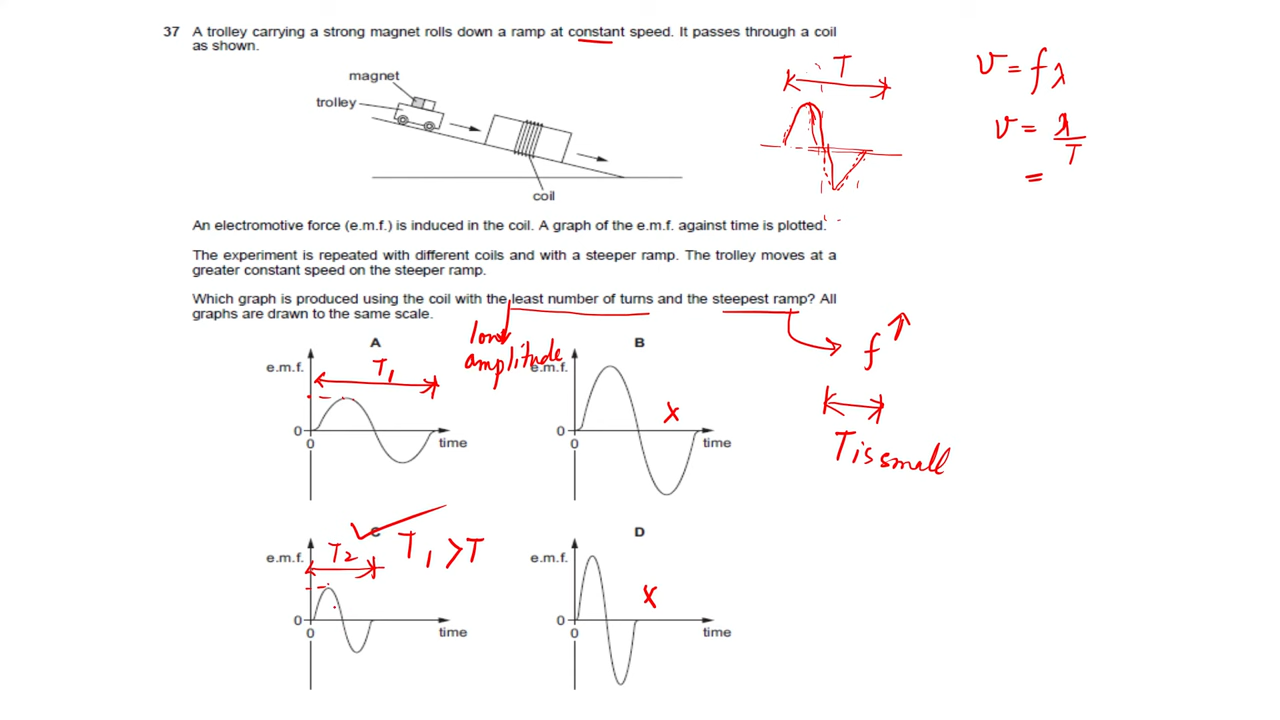 37 A trolley carrying a strong magnet rolls down a ramp at constant speed. It passes through a coil
as shown.
magnet
trolley
coil
T
v = fλ
v = λ/T
=
An electromotive force (e.m.f.) is induced in the coil. A graph of the e.m.f. against time is plotted.
The experiment is repeated with different coils and with a steeper ramp. The trolley moves at a
greater constant speed on the steeper ramp.
Which graph is produced using the coil with the least number of turns and the steepest ramp? All
graphs are drawn to the same scale.
low
amplitude
f ↑
T is small
A
e.m.f.
T1
0
0
time
B
e.m.f.
x
0
0
time
C
e.m.f.
T2
T1 > T
0
0
time
D
e.m.f.
x
0
0
time